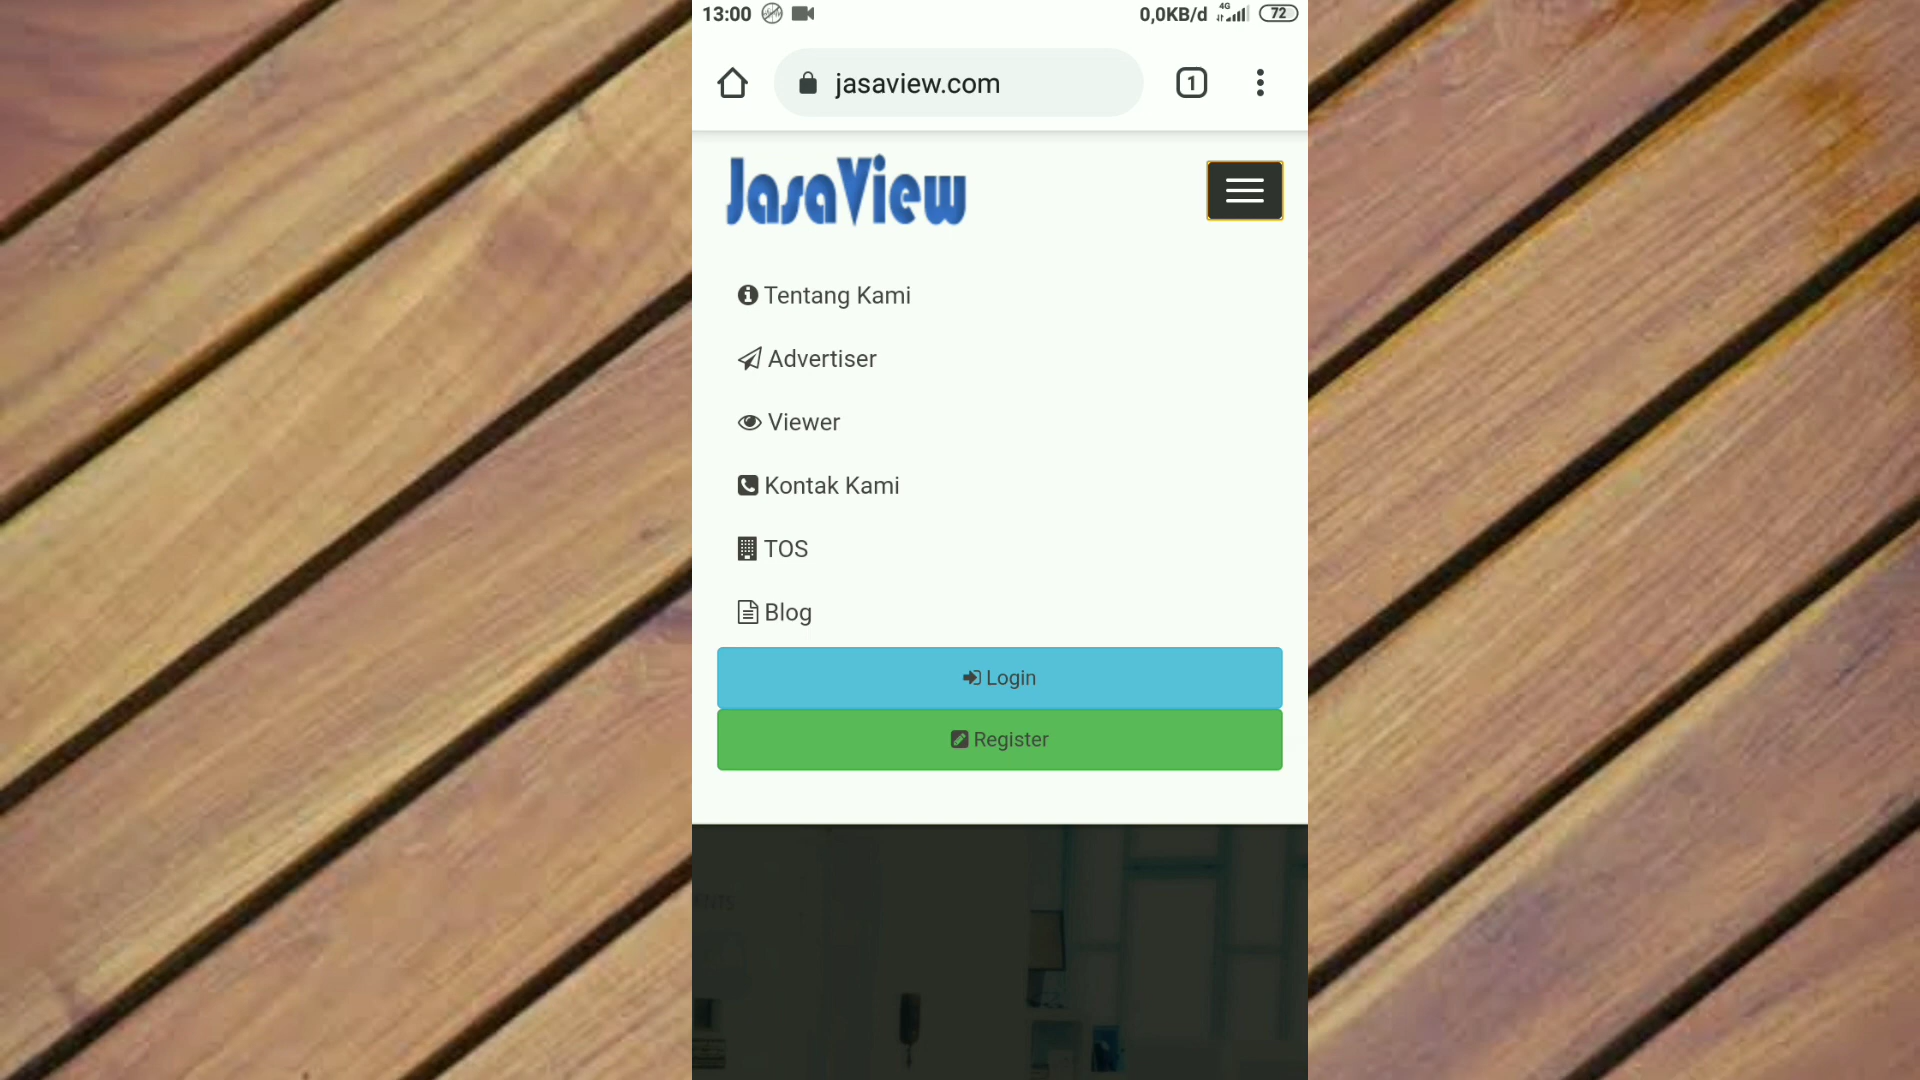 13:00
0,0KB/d 4G 72
jasaview.com 1
JasaView
Tentang Kami
Advertiser
Viewer
Kontak Kami
TOS
Blog
Login
Register